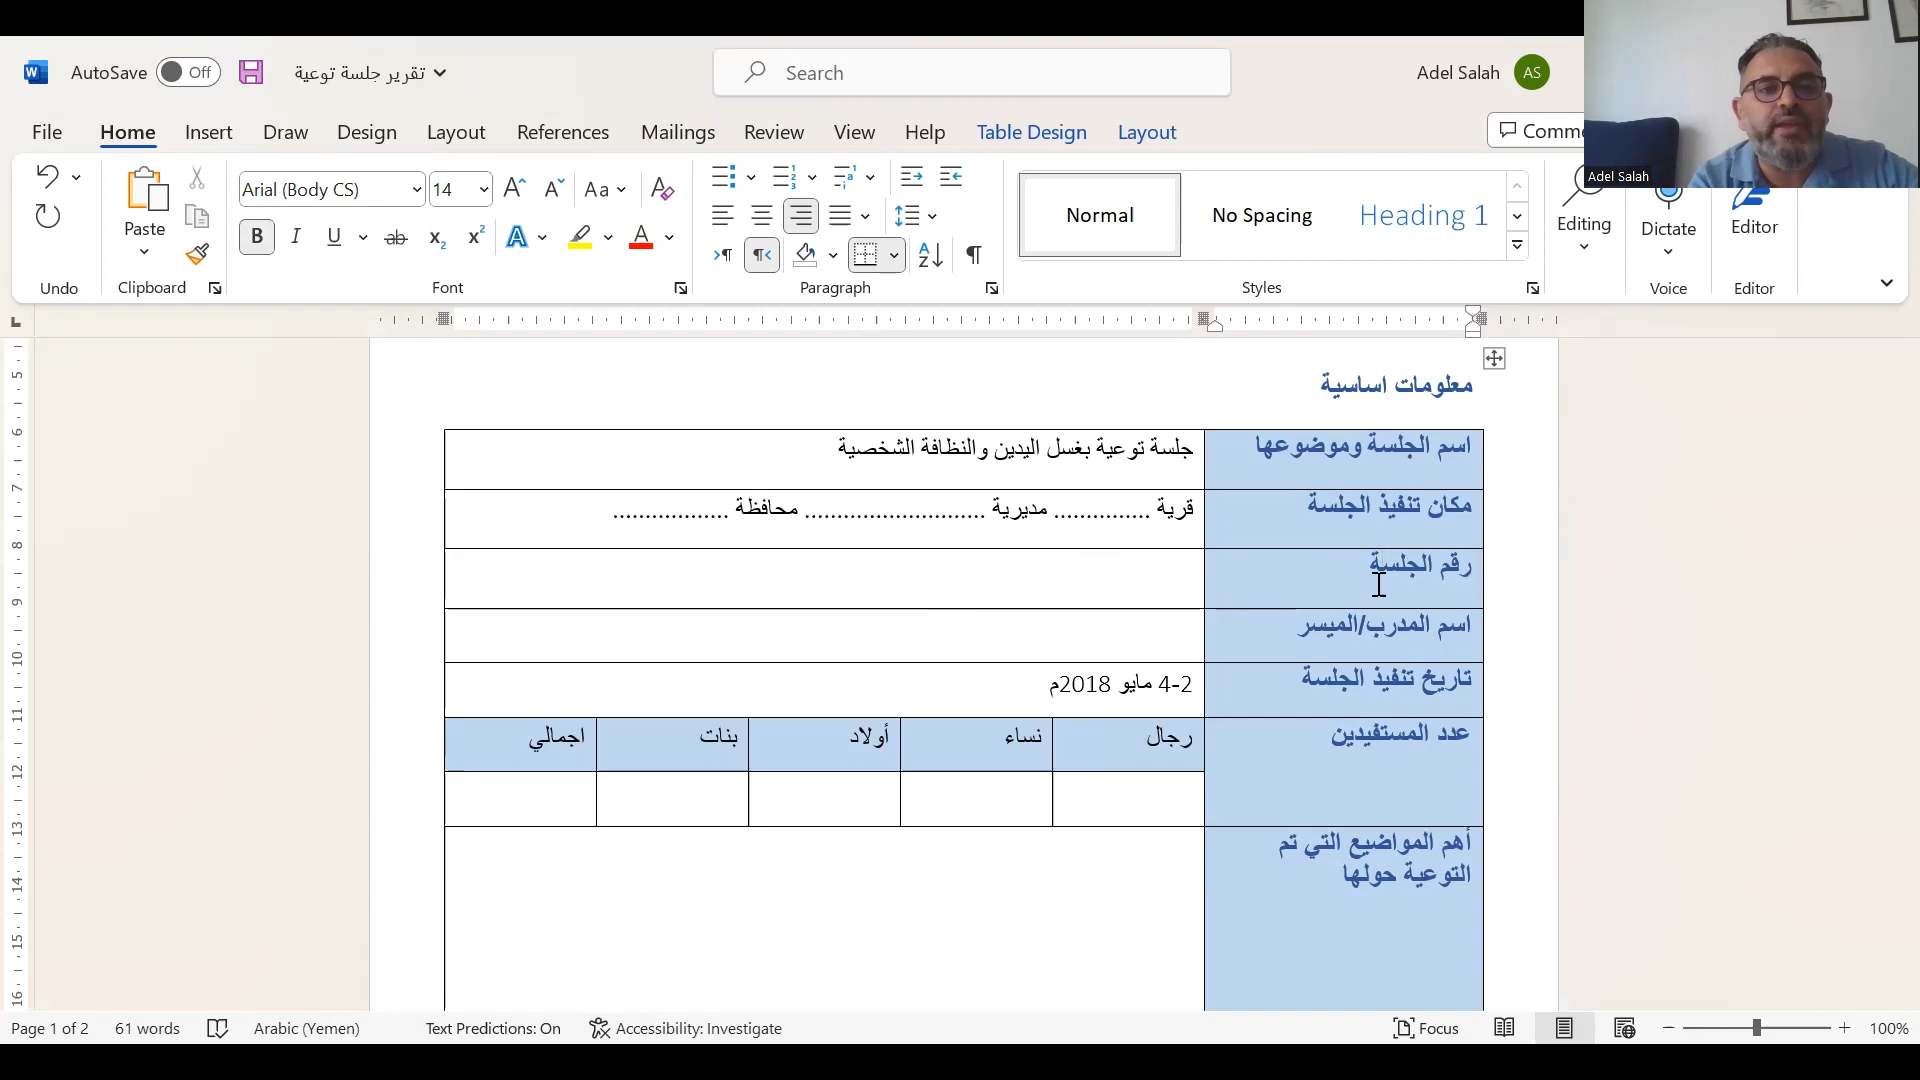 AutoSave Off تقرير جلسة توعية Search Adel Salah AS
File Home Insert Draw Design Layout References Mailings Review View Help Table Design Layout
Adel Salah
Paste Arial (Body CS) 14 Normal No Spacing Heading 1 Editing Dictate Editor
Undo Clipboard Font Paragraph Styles Voice Editor
معلومات اساسية
اسم الجلسة وموضوعها جلسة توعية بغسل اليدين والنظافة الشخصية
مكان تنفيذ الجلسة قرية ............... مديرية ............................ محافظة ..................
رقم الجلسة
اسم المدرب/الميسر
تاريخ تنفيذ الجلسة 2-4 مايو 2018م
عدد المستفيدين رجال نساء أولاد بنات اجمالي
أهم المواضيع التي تم
التوعية حولها
Page 1 of 2 61 words Arabic (Yemen) Text Predictions: On Accessibility: Investigate Focus 100%